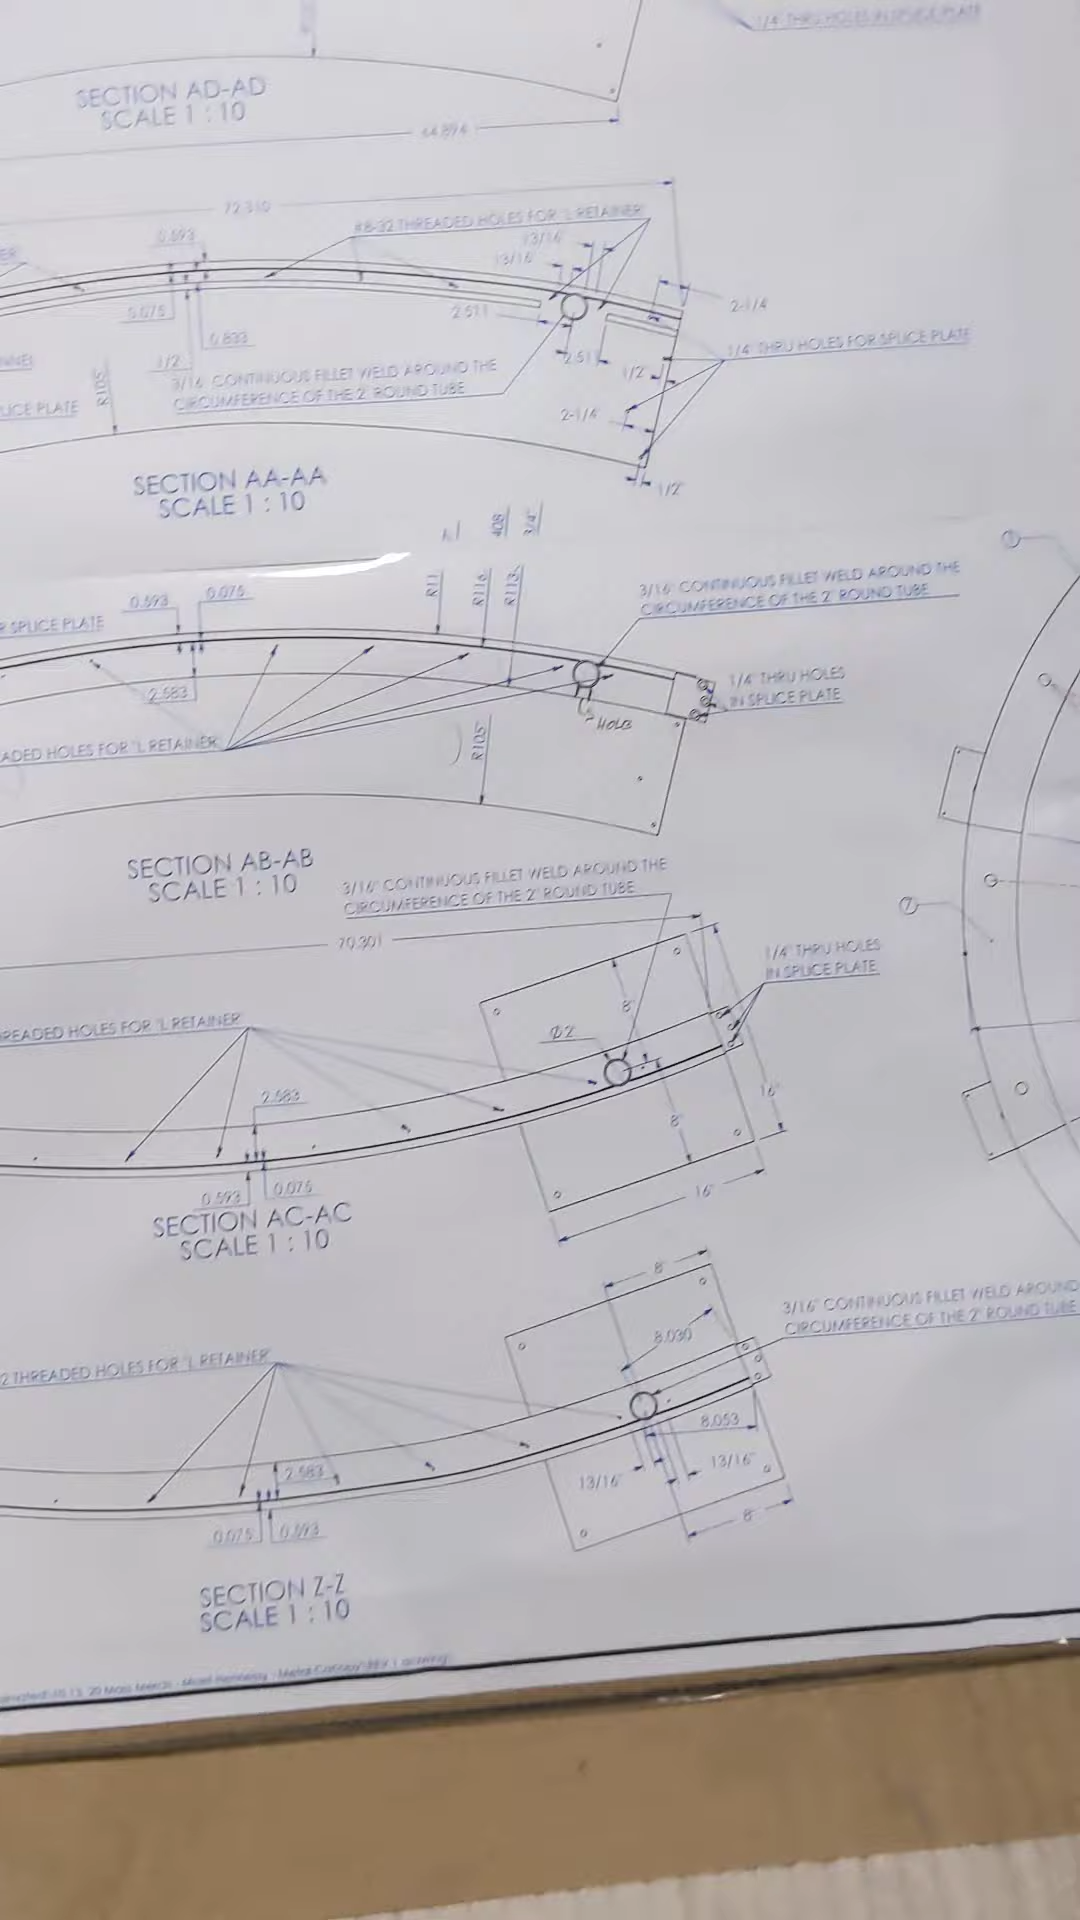 1/4" THRU HOLES IN SPLICE PLATE
SECTION AD-AD
SCALE 1 : 10
44.894
72.310
#8-32 THREADED HOLES FOR 'L RETAINER'
0.593
13/16"
13/16"
2-1/4
0.075
2.511
0.833
1/2
1/4" THRU HOLES FOR SPLICE PLATE
2.511
1/2"
3/16" CONTINUOUS FILLET WELD AROUND THE
CIRCUMFERENCE OF THE 2" ROUND TUBE
R105"
LICE PLATE
2-1/4
1/2"
SECTION AA-AA
SCALE 1 : 10
408
3/4"
R11
R116
R113
3/16" CONTINUOUS FILLET WELD AROUND THE
CIRCUMFERENCE OF THE 2" ROUND TUBE
0.593
0.075
R SPLICE PLATE
2.583
1/4" THRU HOLES
IN SPLICE PLATE
HOLE
ADED HOLES FOR 'L RETAINER'
R105"
SECTION AB-AB
SCALE 1 : 10
3/16" CONTINUOUS FILLET WELD AROUND THE
CIRCUMFERENCE OF THE 2" ROUND TUBE
70.301
1/4" THRU HOLES
IN SPLICE PLATE
7
8"
READED HOLES FOR 'L RETAINER'
Ø2"
2.583
16"
8"
0.593
0.075
16"
SECTION AC-AC
SCALE 1 : 10
8"
3/16" CONTINUOUS FILLET WELD AROUND
CIRCUMFERENCE OF THE 2" ROUND TUBE
8.030
2 THREADED HOLES FOR 'L RETAINER'
8.053
2.583
13/16"
13/16"
0.075
0.593
8"
SECTION Z-Z
SCALE 1 : 10